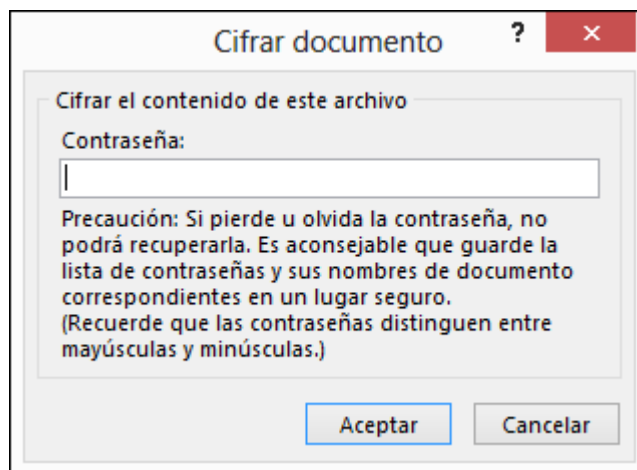 Cifrar documento ? ×
Cifrar el contenido de este archivo
Contraseña:
Precaución: Si pierde u olvida la contraseña, no
podrá recuperarla. Es aconsejable que guarde la
lista de contraseñas y sus nombres de documento
correspondientes en un lugar seguro.
(Recuerde que las contraseñas distinguen entre
mayúsculas y minúsculas.)
Aceptar Cancelar